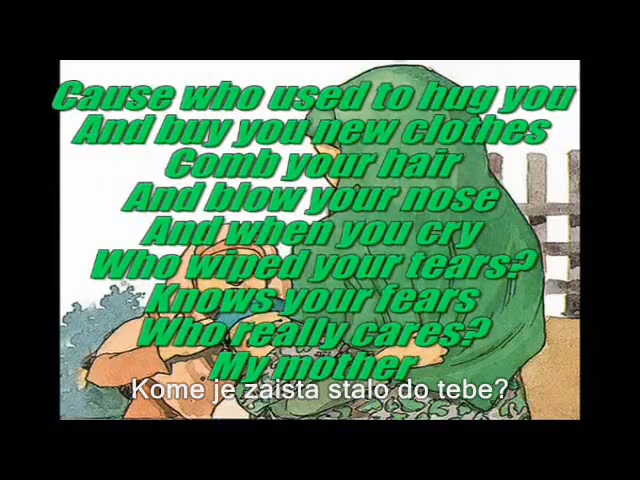 Cause who used to hug you
And buy you new clothes
Comb your hair
And blow your nose
And when you cry
Who wiped your tears?
Knows your fears
Who really cares?
My mother
Kome je zaista stalo do tebe?